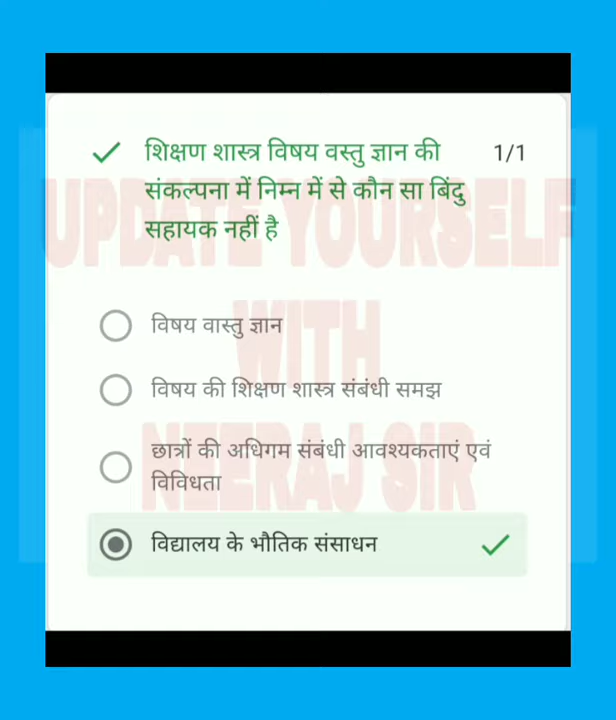 शिक्षण शास्त्र विषय वस्तु ज्ञान की 1/1
संकल्पना में निम्न में से कौन सा बिंदु
सहायक नहीं है
UPDATE YOURSELF
WITH
NEERAJ SIR
विषय वास्तु ज्ञान
विषय की शिक्षण शास्त्र संबंधी समझ
छात्रों की अधिगम संबंधी आवश्यकताएं एवं
विविधता
विद्यालय के भौतिक संसाधन